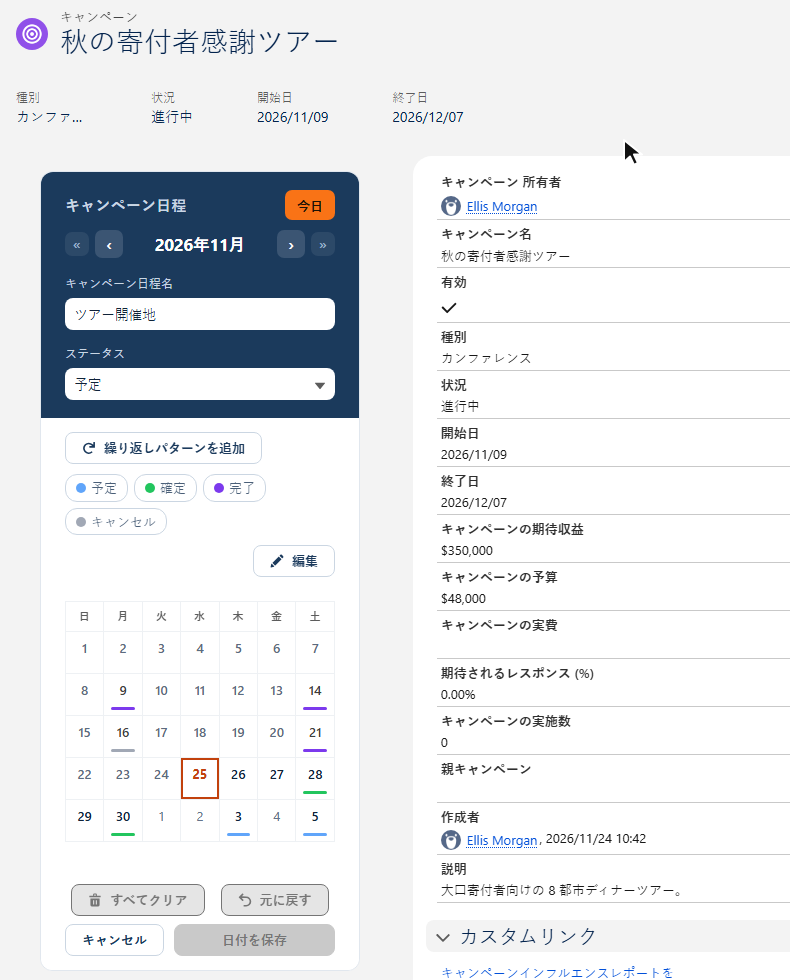 キャンペーン
秋の寄付者感謝ツアー
種別 状況 開始日 終了日
カンファ... 進行中 2026/11/09 2026/12/07
キャンペーン日程 今日
« ‹ 2026年11月 › »
キャンペーン日程名
ツアー開催地
ステータス
予定
繰り返しパターンを追加
予定 確定 完了
キャンセル
編集
日 月 火 水 木 金 土
1 2 3 4 5 6 7
8 9 10 11 12 13 14
15 16 17 18 19 20 21
22 23 24 25 26 27 28
29 30 1 2 3 4 5
すべてクリア 元に戻す
キャンセル 日付を保存
キャンペーン 所有者
Ellis Morgan
キャンペーン名
秋の寄付者感謝ツアー
有効
種別
カンファレンス
状況
進行中
開始日
2026/11/09
終了日
2026/12/07
キャンペーンの期待収益
$350,000
キャンペーンの予算
$48,000
キャンペーンの実費
期待されるレスポンス (%)
0.00%
キャンペーンの実施数
0
親キャンペーン
作成者
Ellis Morgan, 2026/11/24 10:42
説明
大口寄付者向けの 8 都市ディナーツアー。
カスタムリンク
キャンペーンインフルエンスレポートを